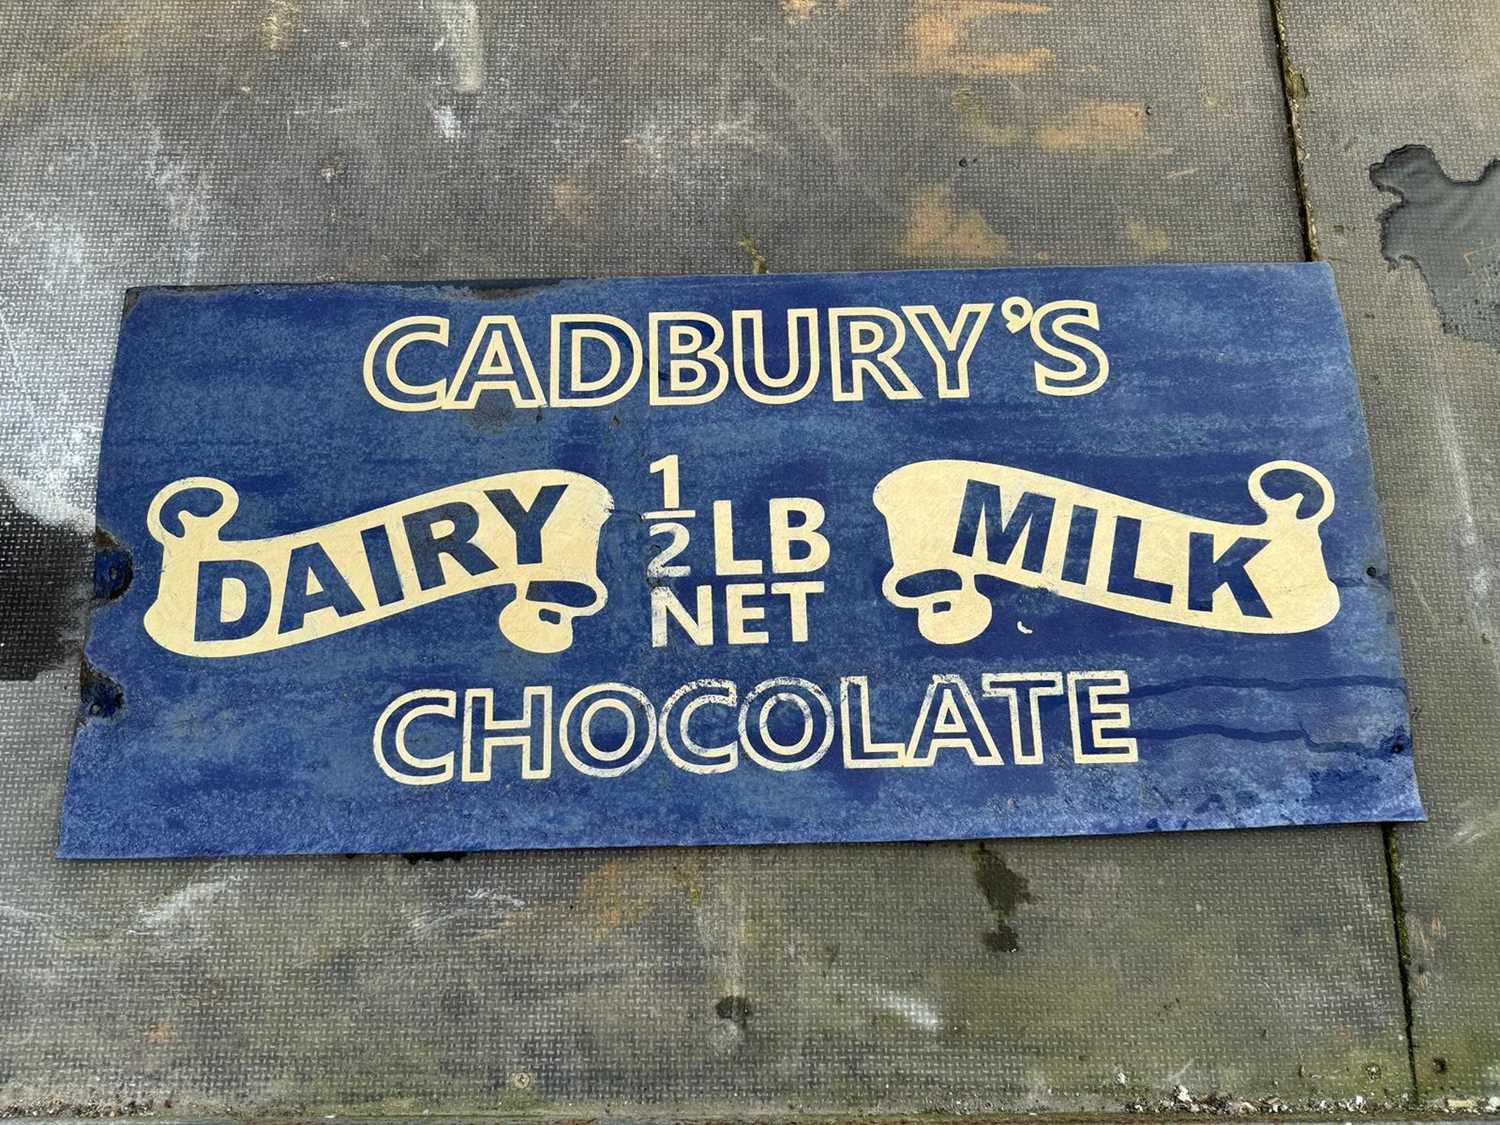 CADBURY'S
DAIRY 1/2 LB MILK
NET
CHOCOLATE